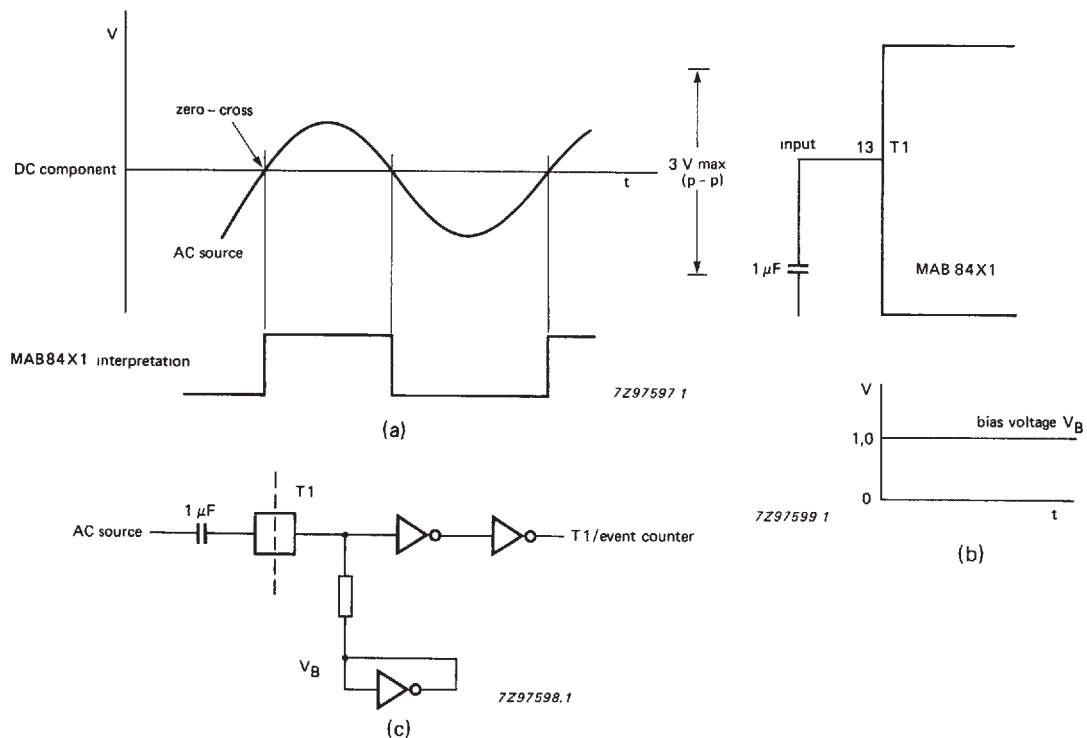 V
zero – cross
DC component
t
AC source
MAB84X1 interpretation
7Z97597 1
(a)
3 V max
(p – p)
input
13
T1
1 µF
MAB 84X1
V
bias voltage VB
1,0
0
t
7Z97599 1
(b)
T1
1 µF
AC source
T1/event counter
VB
7Z97598.1
(c)